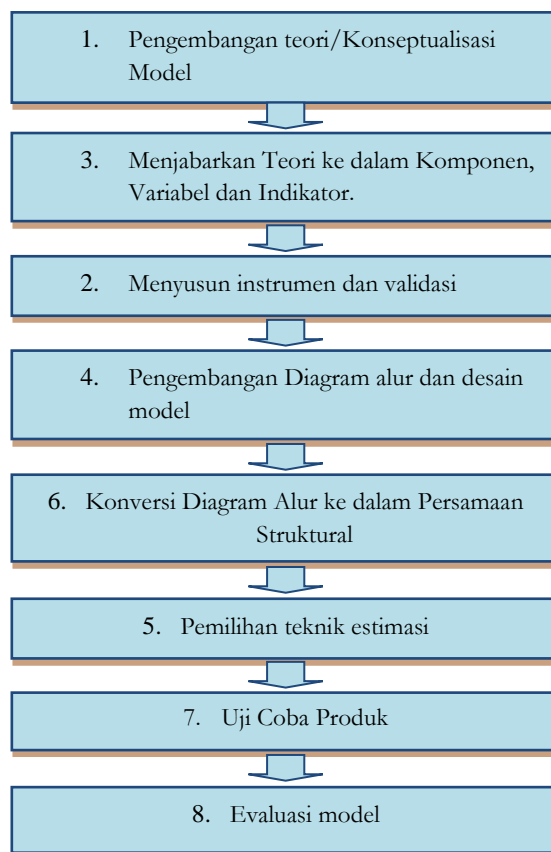 1. Pengembangan teori/Konseptualisasi
Model
3. Menjabarkan Teori ke dalam Komponen,
Variabel dan Indikator.
2. Menyusun instrumen dan validasi
4. Pengembangan Diagram alur dan desain
model
6. Konversi Diagram Alur ke dalam Persamaan
Struktural
5. Pemilihan teknik estimasi
7. Uji Coba Produk
8. Evaluasi model